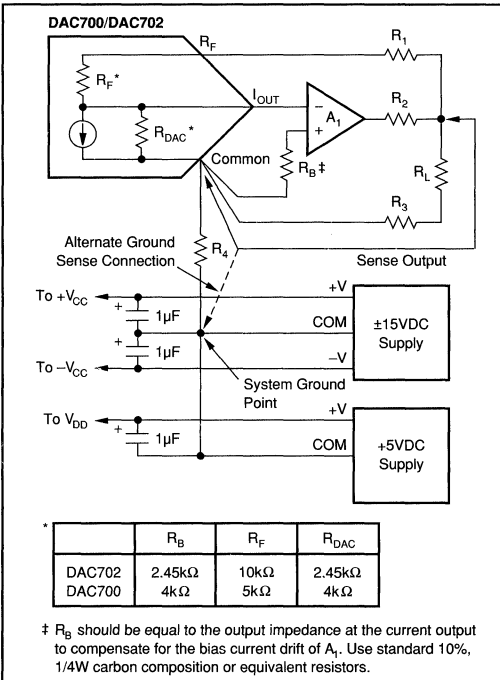 DAC700/DAC702
R_F
R_1
R_F*
I_OUT
R_DAC*
−
A_1
+
R_2
Common
R_B‡
R_L
R_3
Alternate Ground
Sense Connection
R_4
Sense Output
To +V_CC
+
1µF
+V
COM
±15VDC
Supply
+
1µF
To −V_CC
−V
System Ground
Point
To V_DD
+
1µF
+V
COM
+5VDC
Supply
*
R_B R_F R_DAC
DAC702 2.45kΩ 10kΩ 2.45kΩ
DAC700 4kΩ 5kΩ 4kΩ
‡ R_B should be equal to the output impedance at the current output
to compensate for the bias current drift of A_1. Use standard 10%,
1/4W carbon composition or equivalent resistors.